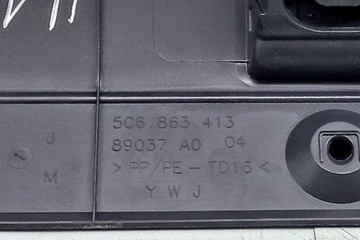 5C6.863.413
89037 A0 04
> PP/PE-TD16 <
Y W J
J
M